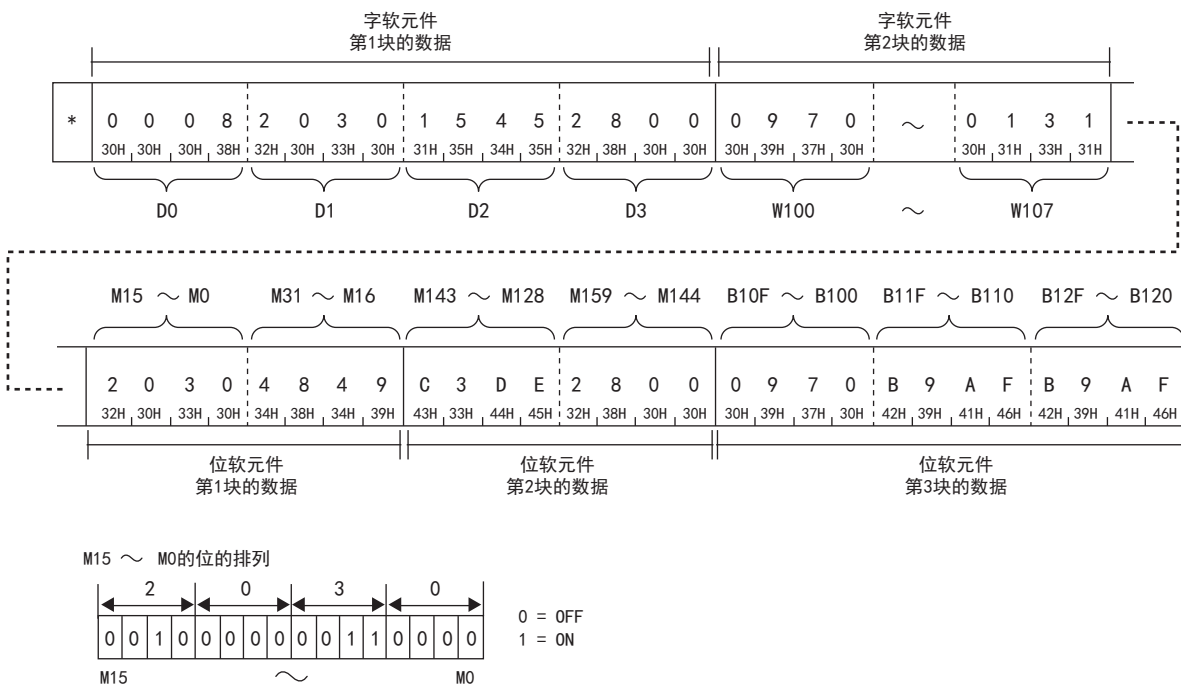 字软元件 字软元件
第1块的数据 第2块的数据
* 0 0 0 8 2 0 3 0 1 5 4 5 2 8 0 0 0 9 7 0 ～ 0 1 3 1
30H 30H 30H 38H 32H 30H 33H 30H 31H 35H 34H 35H 32H 38H 30H 30H 30H 39H 37H 30H 30H 31H 33H 31H
D0 D1 D2 D3 W100 ～ W107
M15 ～ M0 M31 ～ M16 M143 ～ M128 M159 ～ M144 B10F ～ B100 B11F ～ B110 B12F ～ B120
2 0 3 0 4 8 4 9 C 3 D E 2 8 0 0 0 9 7 0 B 9 A F B 9 A F
32H 30H 33H 30H 34H 38H 34H 39H 43H 33H 44H 45H 32H 38H 30H 30H 30H 39H 37H 30H 42H 39H 41H 46H 42H 39H 41H 46H
位软元件 位软元件 位软元件
第1块的数据 第2块的数据 第3块的数据
M15 ～ M0的位的排列
2 0 3 0
0 0 1 0 0 0 0 0 0 0 1 1 0 0 0 0
0 = OFF
1 = ON
M15 ～ M0